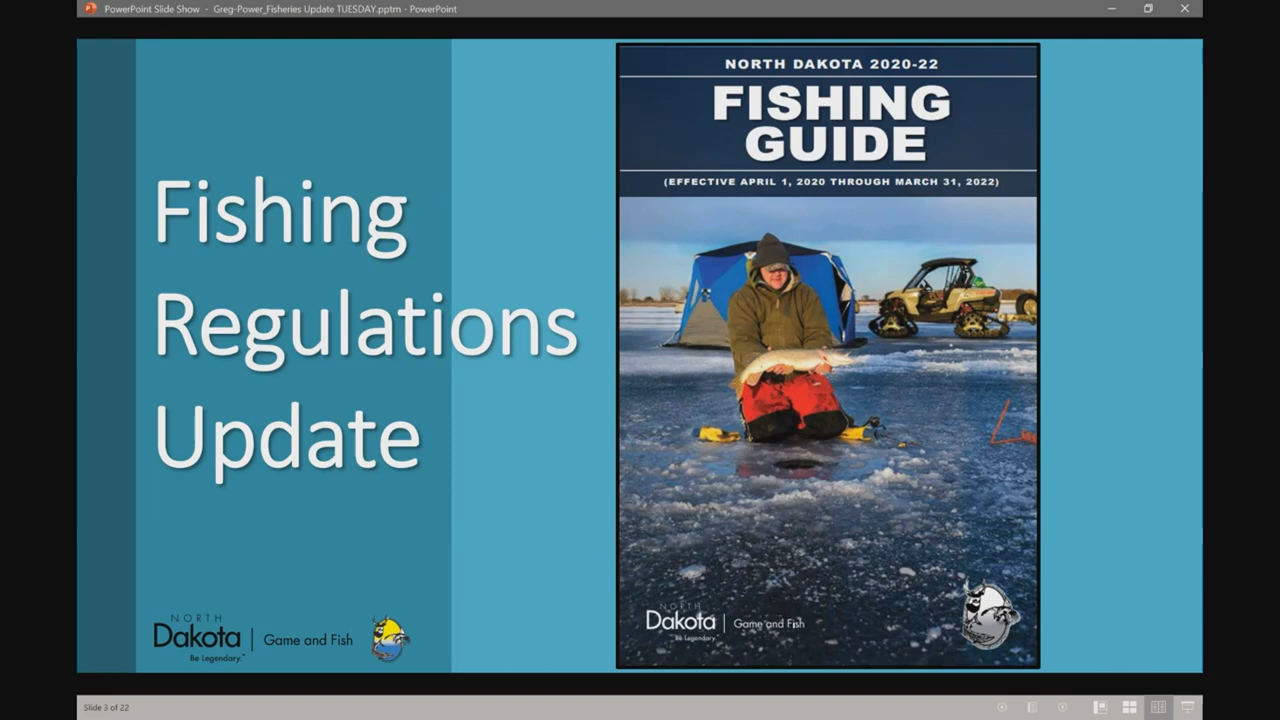 PowerPoint Slide Show - Greg-Power_Fisheries Update TUESDAY.pptm - PowerPoint
Fishing
Regulations
Update
NORTH
Dakota | Game and Fish
Be Legendary.™
NORTH DAKOTA 2020-22
FISHING
GUIDE
(EFFECTIVE APRIL 1, 2020 THROUGH MARCH 31, 2022)
NORTH
Dakota | Game and Fish
Be Legendary.
Slide 3 of 22